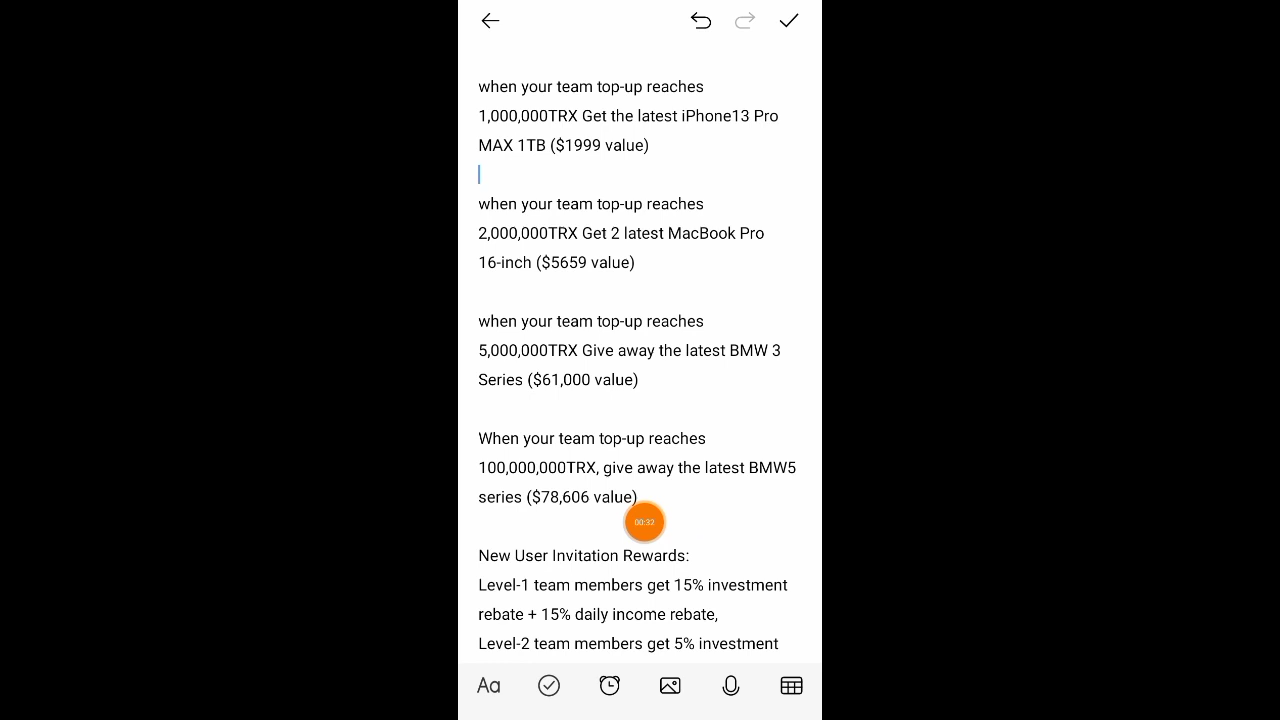 when your team top-up reaches
1,000,000TRX Get the latest iPhone13 Pro
MAX 1TB ($1999 value)
when your team top-up reaches
2,000,000TRX Get 2 latest MacBook Pro
16-inch ($5659 value)
when your team top-up reaches
5,000,000TRX Give away the latest BMW 3
Series ($61,000 value)
When your team top-up reaches
100,000,000TRX, give away the latest BMW5
series ($78,606 value)
00:32
New User Invitation Rewards:
Level-1 team members get 15% investment
rebate + 15% daily income rebate,
Level-2 team members get 5% investment
Aa